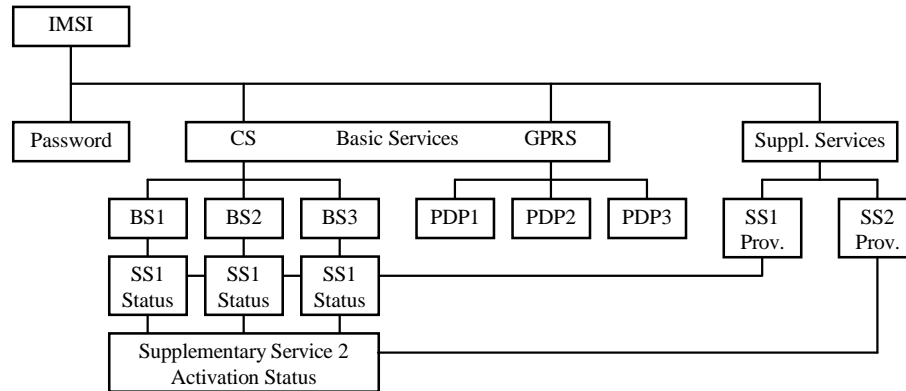 IMSI
Password
CS Basic Services GPRS
Suppl. Services
BS1 BS2 BS3 PDP1 PDP2 PDP3
SS1
Prov.
SS2
Prov.
SS1
Status
SS1
Status
SS1
Status
Supplementary Service 2
Activation Status